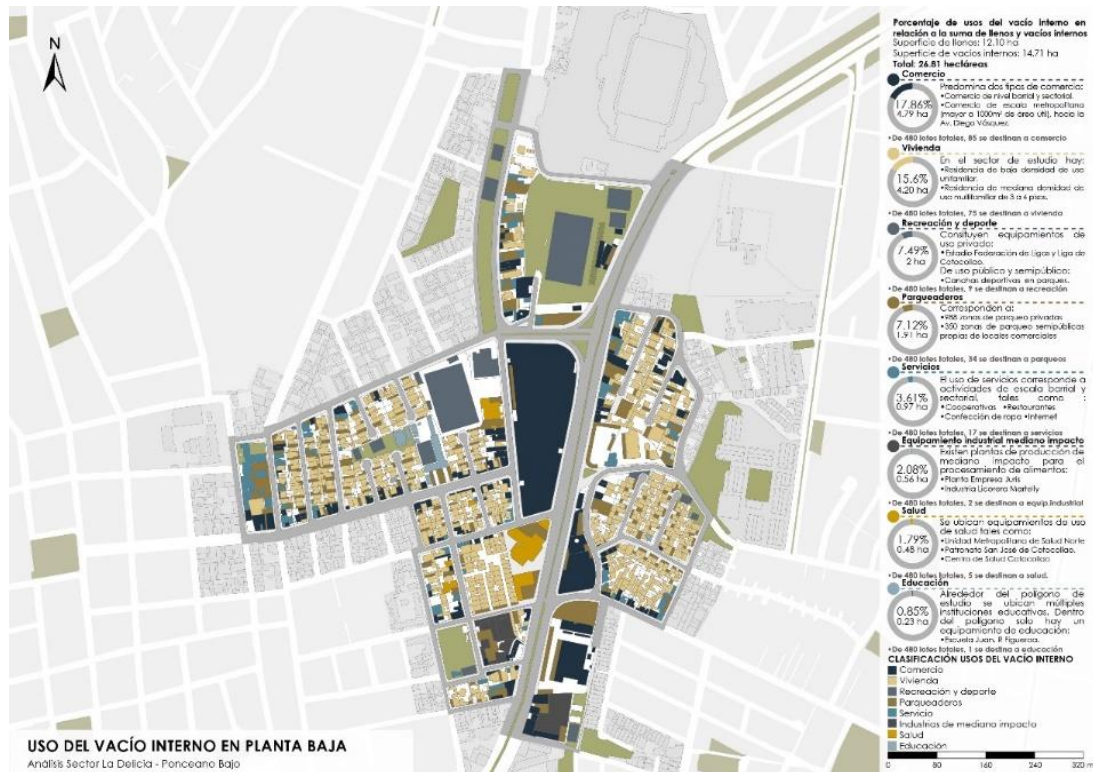 N
Porcentaje de usos del vacío interno en
relación a la suma de llenos y vacíos internos
Superficie de llenos: 12.10 ha
Superficie de vacíos internos: 14.71 ha
Total: 26.81 hectáreas
Comercio
17.86%
4.79 ha
Predomina dos tipos de comercio:
•Comercio de nivel barrial y sectorial.
•Comercio de escala metropolitana
(mayor a 1000m² de área útil), hacia la
Av. Diego Vásquez.
•De 480 lotes totales, 85 se destinan a comercio
Vivienda
15.6%
4.20 ha
En el sector de estudio hay:
•Residencia de baja densidad de uso
unifamiliar.
•Residencia de mediana densidad de
uso multifamiliar de 3 a 6 pisos.
•De 480 lotes totales, 75 se destinan a vivienda
Recreación y deporte
7.49%
2 ha
Constituyen equipamientos de
uso privado:
•Estadio Federación de Ligas y Liga de
Cotocollao.
De uso público y semipúblico:
•Canchas deportivas en parques.
•De 480 lotes totales, 9 se destinan a recreación
Parqueaderos
7.12%
1.91 ha
Corresponden a:
•988 zonas de parqueo privadas
•350 zonas de parqueo semipúblicas
propias de locales comerciales
•De 480 lotes totales, 34 se destinan a parqueos
Servicios
3.61%
0.97 ha
El uso de servicios corresponde a
actividades de escala barrial y
sectorial, tales como :
•Cooperativas •Restaurantes
•Confección de ropa •Internet
•De 480 lotes totales, 17 se destinan a servicios
Equipamiento industrial mediano impacto
2.08%
0.56 ha
Existen plantas de producción de
mediano impacto para el
procesamiento de alimentos:
•Planta Empresa Juris
•Industria Licorera
•De 480 lotes totales, 2 se destinan a equip.industrial
Salud
1.79%
0.48 ha
Se ubican equipamientos de uso
de salud tales como:
•Unidad Metropolitana de Salud Norte
•Patronato San José de Cotocollao.
•Centro de Salud Cotocollao
•De 480 lotes totales, 5 se destinan a salud.
Educación
0.85%
0.23 ha
Alrededor del polígono de
estudio se ubican múltiples
instituciones educativas. Dentro
del polígono solo hay un
equipamiento de educación:
•Escuela Juan. P. Figueroa.
•De 480 lotes totales, 1 se destina a educación
CLASIFICACIÓN USOS DEL VACÍO INTERNO
Comercio
Vivienda
Recreación y deporte
Parqueaderos
Servicio
Industrias de mediana impacto
Salud
Educación
0 80 160 240 320 m
USO DEL VACÍO INTERNO EN PLANTA BAJA
Análisis Sector La Delicia - Ponceano Bajo